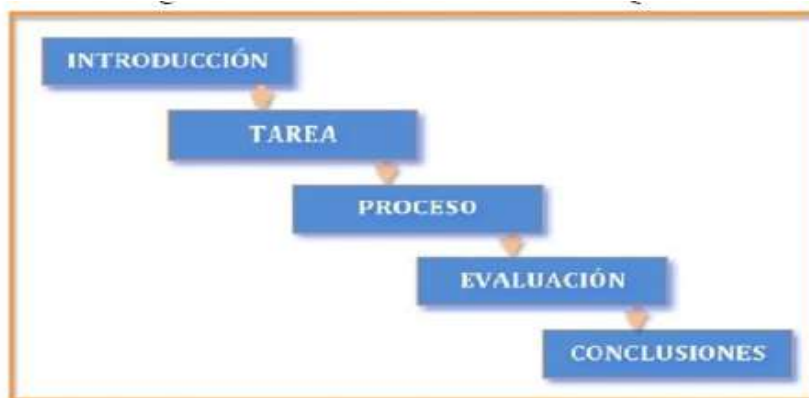 INTRODUCCIÓN
TAREA
PROCESO
EVALUACIÓN
CONCLUSIONES